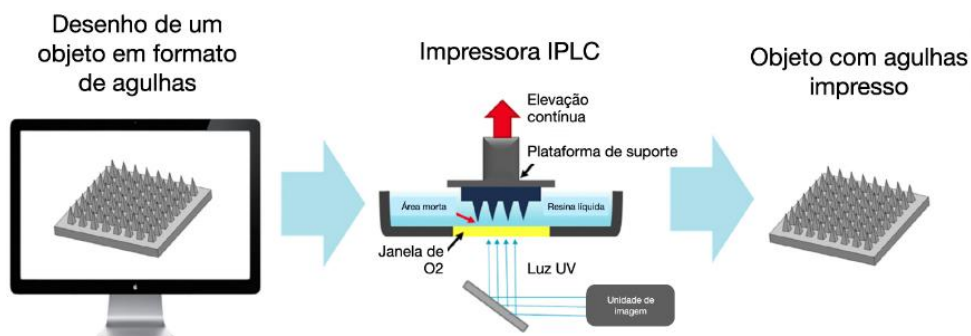 Desenho de um
objeto em formato
de agulhas
Impressora IPLC
Elevação
contínua
Plataforma de suporte
Área morta
Resina líquida
Janela de
O2
Luz UV
Unidade de
imagem
Objeto com agulhas
impresso